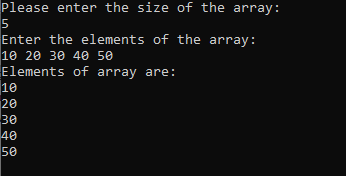 Please enter the size of the array:
5
Enter the elements of the array:
10 20 30 40 50
Elements of array are:
10
20
30
40
50